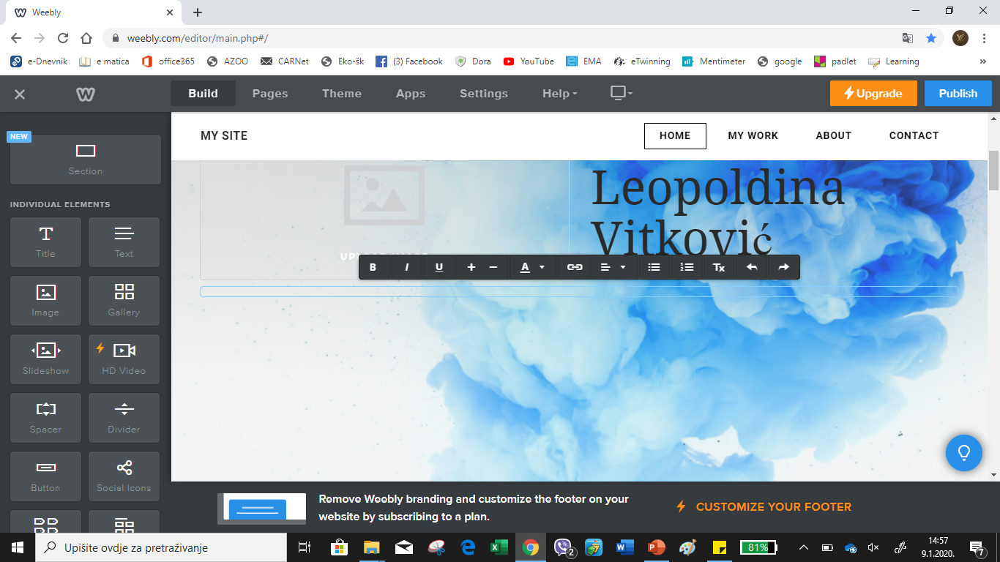 Weebly
weebly.com/editor/main.php#/
e-Dnevnik e matica office365 AZOO CARNet Eko-šk (3) Facebook Dora YouTube EMA eTwinning Mentimeter google padlet Learning »
Build Pages Theme Apps Settings Help Upgrade Publish
NEW
Section
INDIVIDUAL ELEMENTS
Title Text
Image Gallery
Slideshow HD Video
Spacer Divider
Button Social Icons
MY SITE HOME MY WORK ABOUT CONTACT
Leopoldina
Vitković
B I U + − A Tx
Remove Weebly branding and customize the footer on your
website by subscribing to a plan.
CUSTOMIZE YOUR FOOTER
Upišite ovdje za pretraživanje
2
81%
14:57
9.1.2020.
7